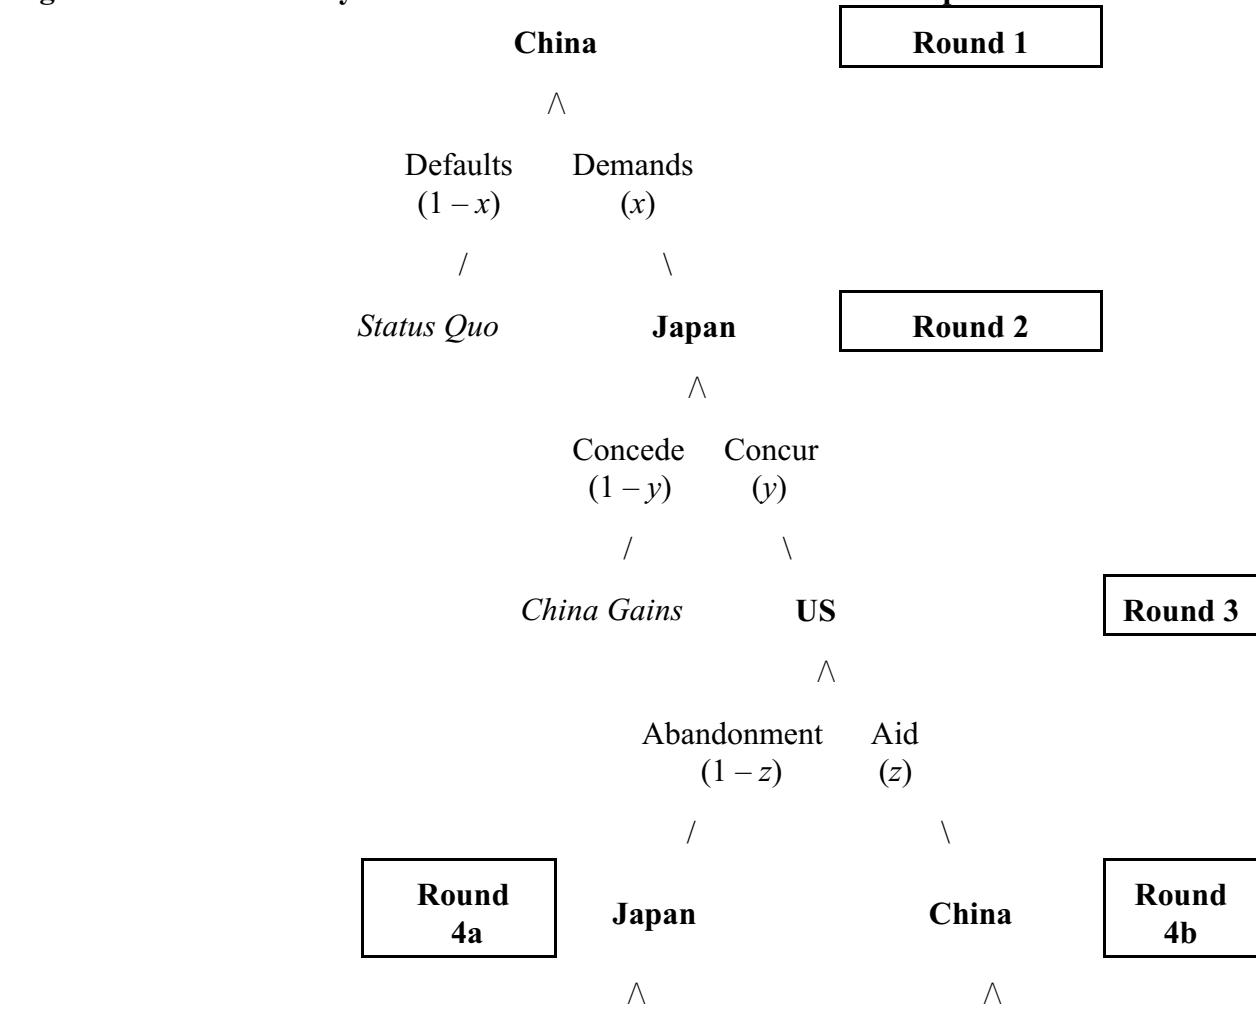 China Round 1
/\
Defaults Demands
(1 – x) (x)
/ \
Status Quo Japan Round 2
/\
Concede Concur
(1 – y) (y)
/ \
China Gains US Round 3
/\
Abandonment Aid
(1 – z) (z)
/ \
Round 4a Japan China Round 4b
/\ /\